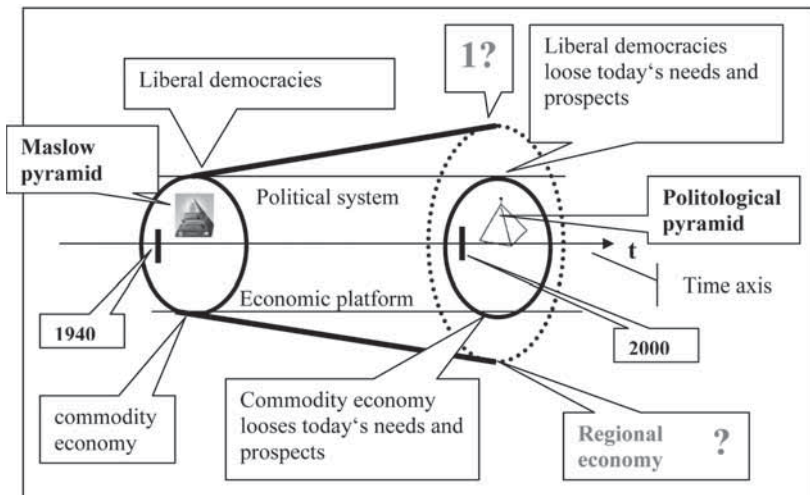 1?
Liberal democracies
loose today‘s needs and
prospects
Liberal democracies
Maslow
pyramid
Political system
Politological
pyramid
t
Time axis
Economic platform
1940
2000
commodity
economy
Commodity economy
looses today‘s needs and
prospects
Regional ?
economy